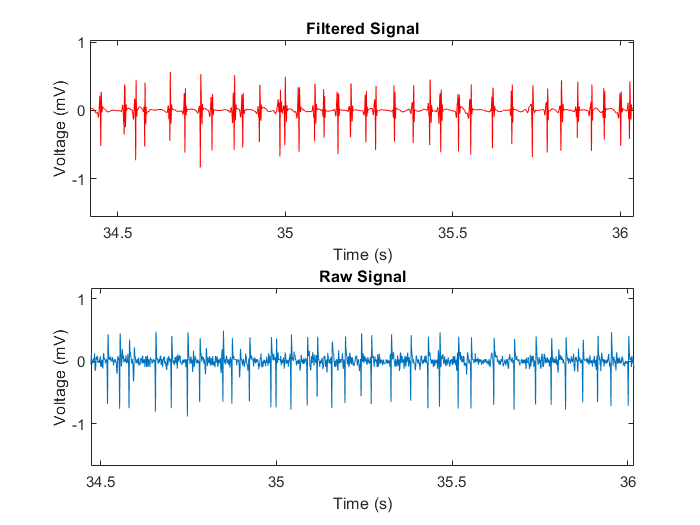 Filtered Signal
1
0
-1
Voltage (mV)
34.5 35 35.5 36
Time (s)
Raw Signal
1
0
-1
Voltage (mV)
34.5 35 35.5 36
Time (s)